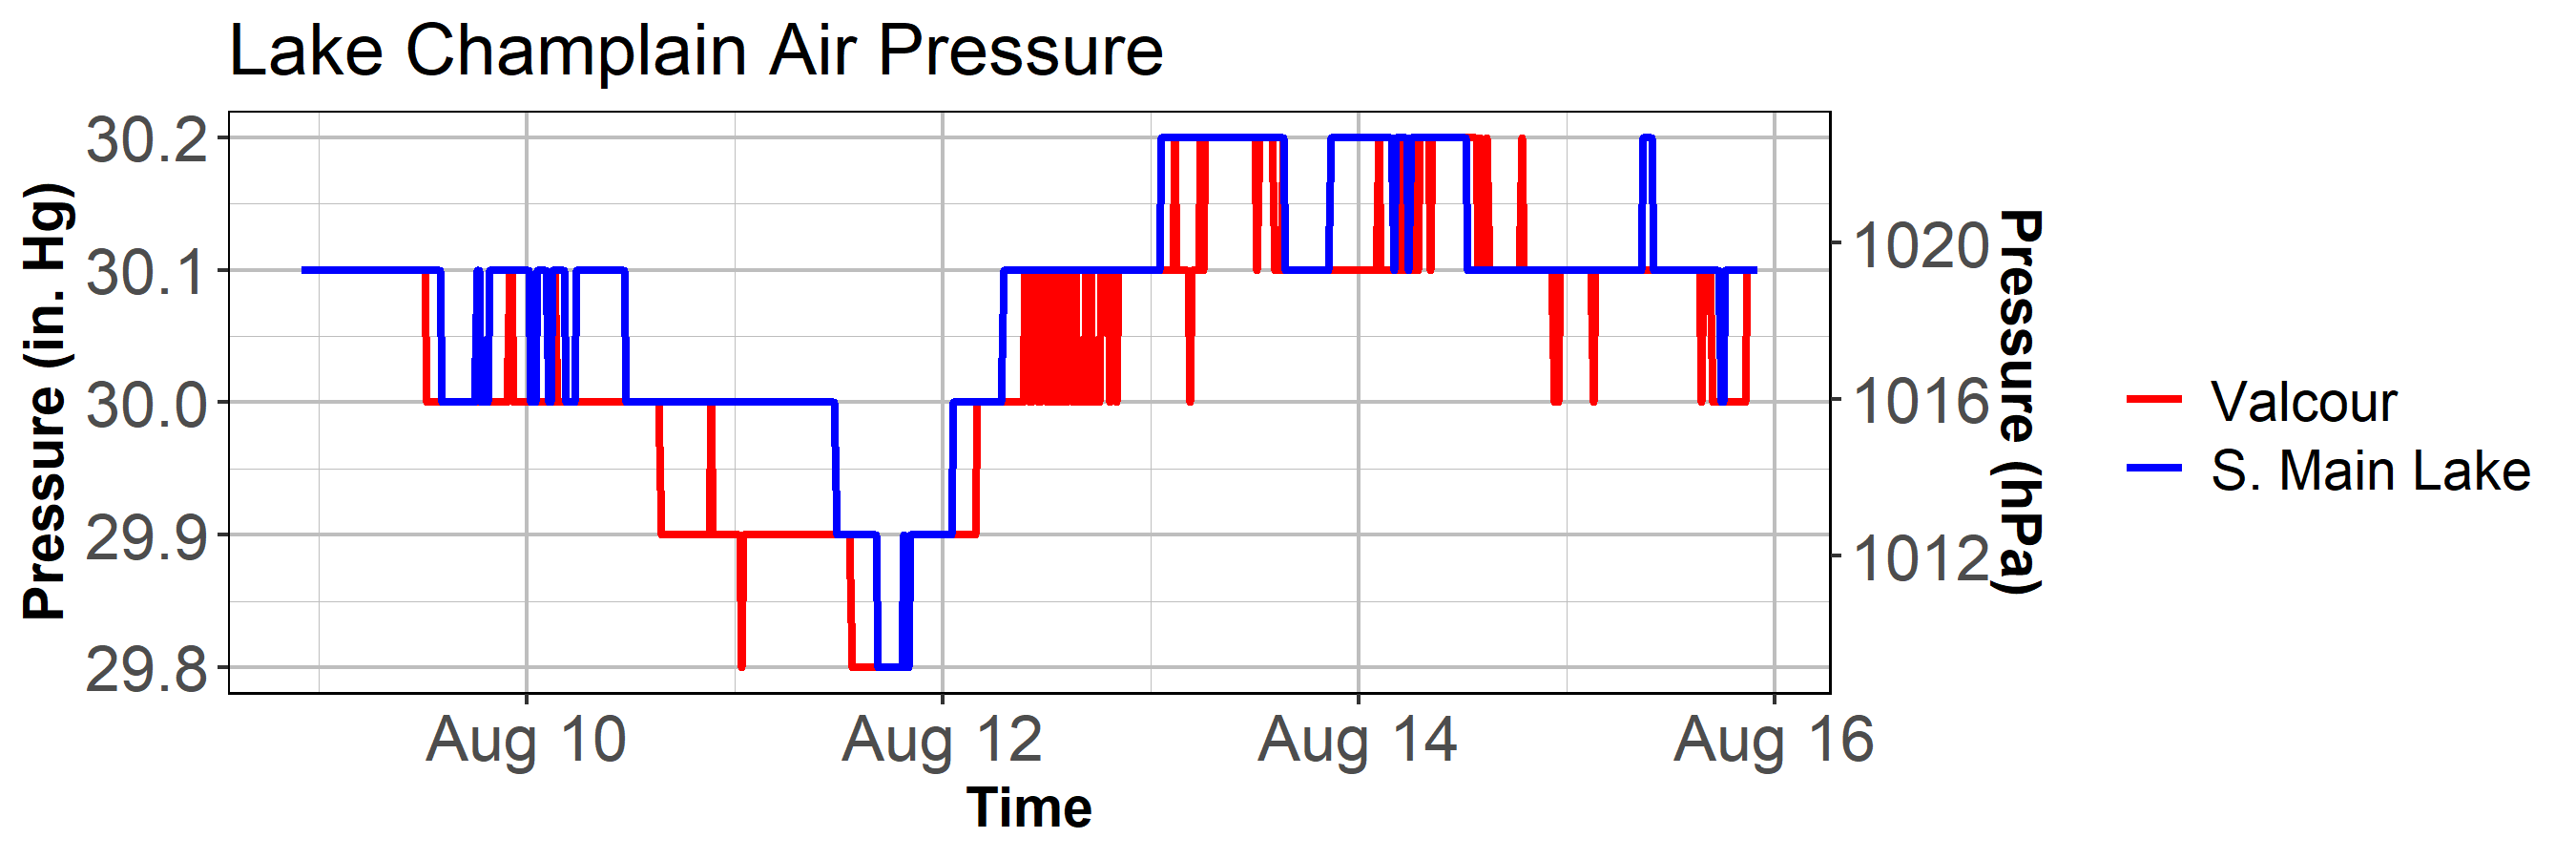 Lake Champlain Air Pressure
Pressure (in. Hg)
30.2
30.1
30.0
29.9
29.8
1020
1016
1012
Pressure (hPa)
Aug 10
Aug 12
Aug 14
Aug 16
Time
Valcour
S. Main Lake